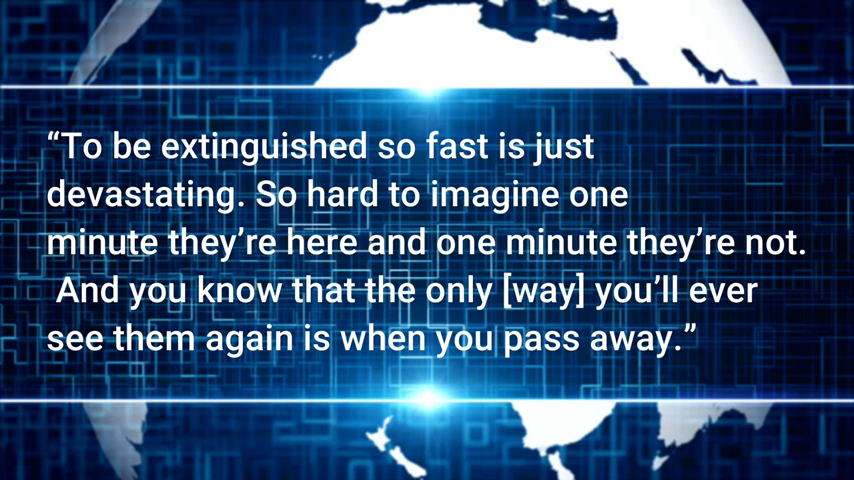 “To be extinguished so fast is just
devastating. So hard to imagine one
minute they’re here and one minute they’re not.
And you know that the only [way] you’ll ever
see them again is when you pass away.”